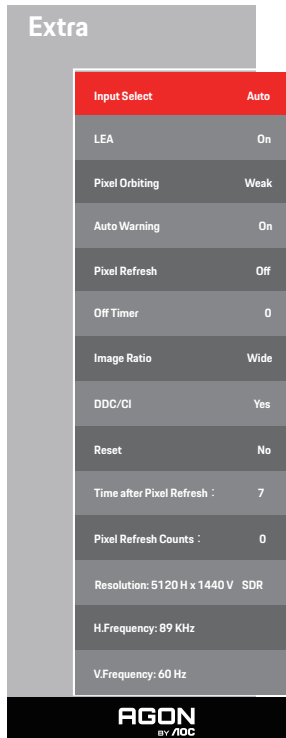 Extra
Input Select Auto
LEA On
Pixel Orbiting Weak
Auto Warning On
Pixel Refresh Off
Off Timer 0
Image Ratio Wide
DDC/CI Yes
Reset No
Time after Pixel Refresh： 7
Pixel Refresh Counts： 0
Resolution: 5120 H x 1440 V SDR
H.Frequency: 89 KHz
V.Frequency: 60 Hz
AGON
BY AOC